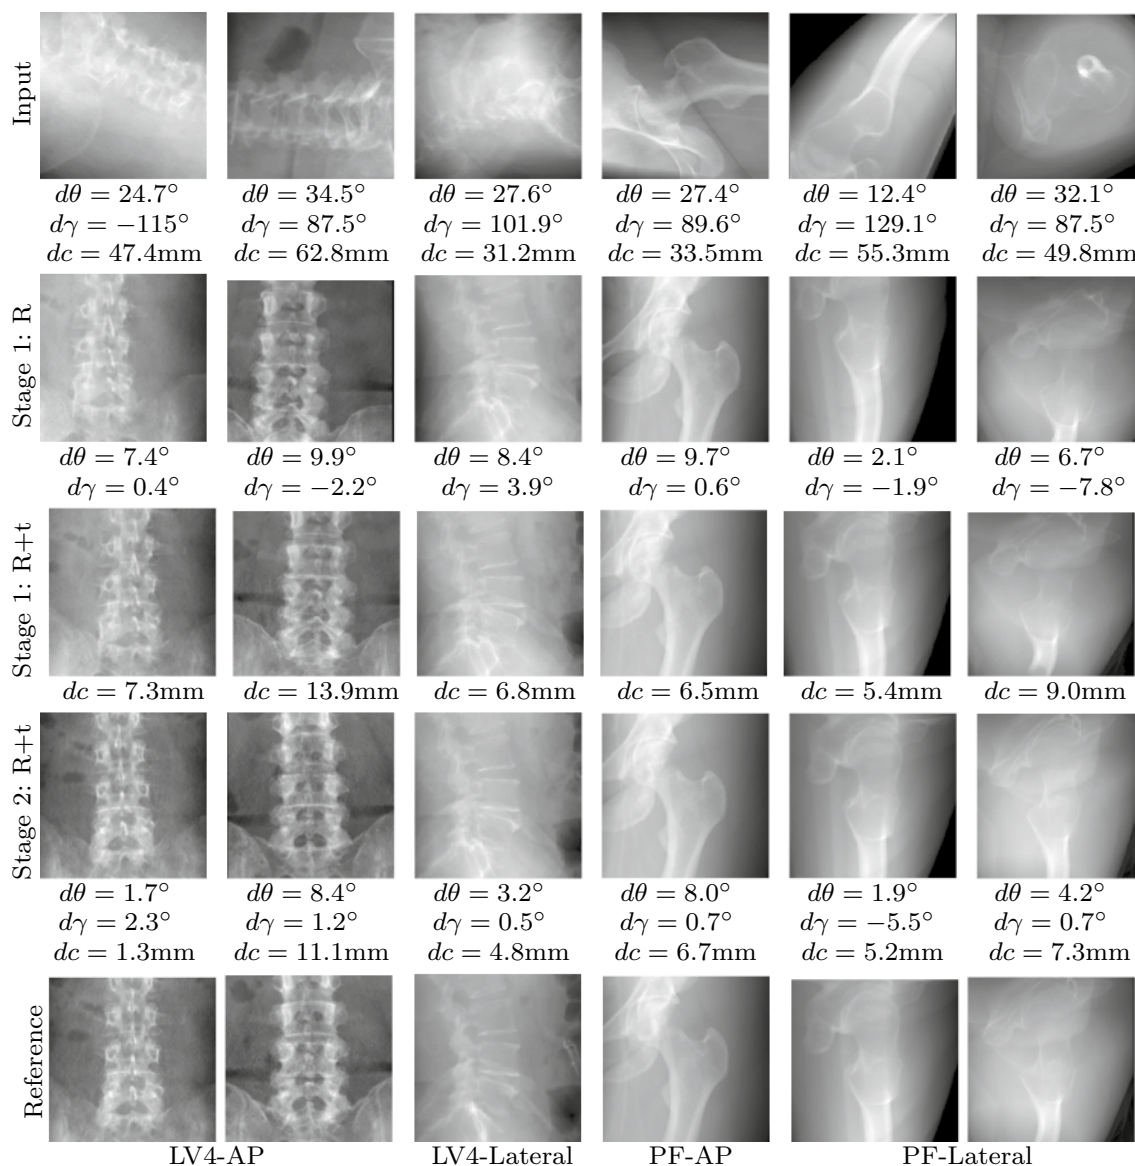 Input
dθ = 24.7° dθ = 34.5° dθ = 27.6° dθ = 27.4° dθ = 12.4° dθ = 32.1°
dγ = −115° dγ = 87.5° dγ = 101.9° dγ = 89.6° dγ = 129.1° dγ = 87.5°
dc = 47.4mm dc = 62.8mm dc = 31.2mm dc = 33.5mm dc = 55.3mm dc = 49.8mm
Stage 1: R
dθ = 7.4° dθ = 9.9° dθ = 8.4° dθ = 9.7° dθ = 2.1° dθ = 6.7°
dγ = 0.4° dγ = −2.2° dγ = 3.9° dγ = 0.6° dγ = −1.9° dγ = −7.8°
Stage 1: R+t
dc = 7.3mm dc = 13.9mm dc = 6.8mm dc = 6.5mm dc = 5.4mm dc = 9.0mm
Stage 2: R+t
dθ = 1.7° dθ = 8.4° dθ = 3.2° dθ = 8.0° dθ = 1.9° dθ = 4.2°
dγ = 2.3° dγ = 1.2° dγ = 0.5° dγ = 0.7° dγ = −5.5° dγ = 0.7°
dc = 1.3mm dc = 11.1mm dc = 4.8mm dc = 6.7mm dc = 5.2mm dc = 7.3mm
Reference
LV4-AP LV4-Lateral PF-AP PF-Lateral